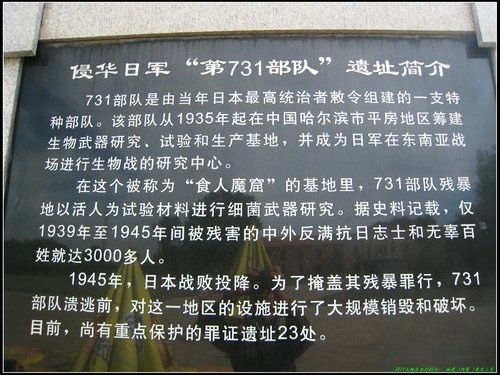 侵华日军“第731部队”遗址简介
731部队是由当年日本最高统治者敕令组建的一支特
种部队。该部队从1935年起在中国哈尔滨市平房地区筹建
生物武器研究、试验和生产基地，并成为日军在东南亚战
场进行生物战的研究中心。
在这个被称为“食人魔窟”的基地里，731部队残暴
地以活人为试验材料进行细菌武器研究。据史料记载，仅
1939年至1945年间被残害的中外反满抗日志士和无辜百
姓就达3000多人。
1945年，日本战败投降。为了掩盖其残暴罪行，731
部队溃逃前，对这一地区的设施进行了大规模销毁和破坏。
目前，尚有重点保护的罪证遗址23处。